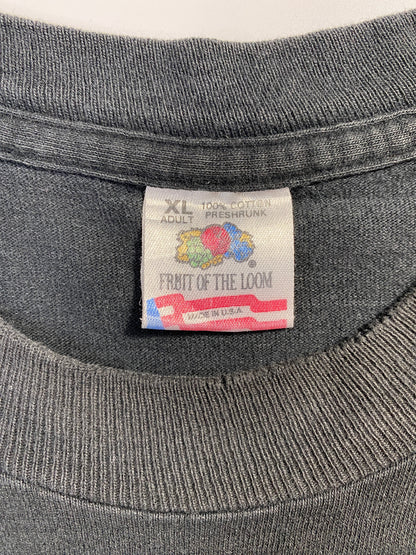 XL 100% COTTON
ADULT PRESHRUNK
®
FRUIT OF THE LOOM
MADE IN U.S.A.